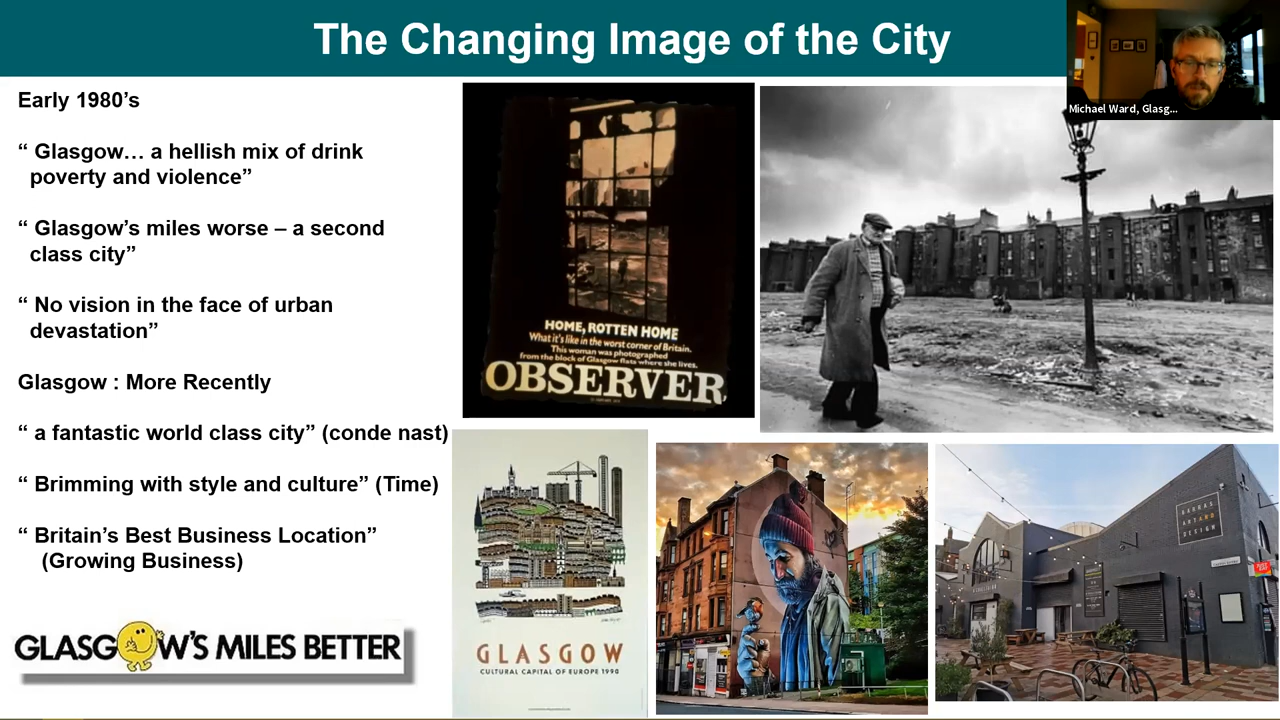 The Changing Image of the City
Michael Ward, Glasg...
Early 1980’s
“ Glasgow… a hellish mix of drink
poverty and violence”
“ Glasgow’s miles worse – a second
class city”
“ No vision in the face of urban
devastation”
Glasgow : More Recently
“ a fantastic world class city” (conde nast)
“ Brimming with style and culture” (Time)
“ Britain’s Best Business Location”
(Growing Business)
GLASGOW’S MILES BETTER
HOME, ROTTEN HOME
What it's like in the worst corner of Britain.
This woman was photographed
from the block of Glasgow flats where she lives.
OBSERVER
GLASGOW
CULTURAL CAPITAL OF EUROPE 1990
BARRAS
ART AND
DESIGN